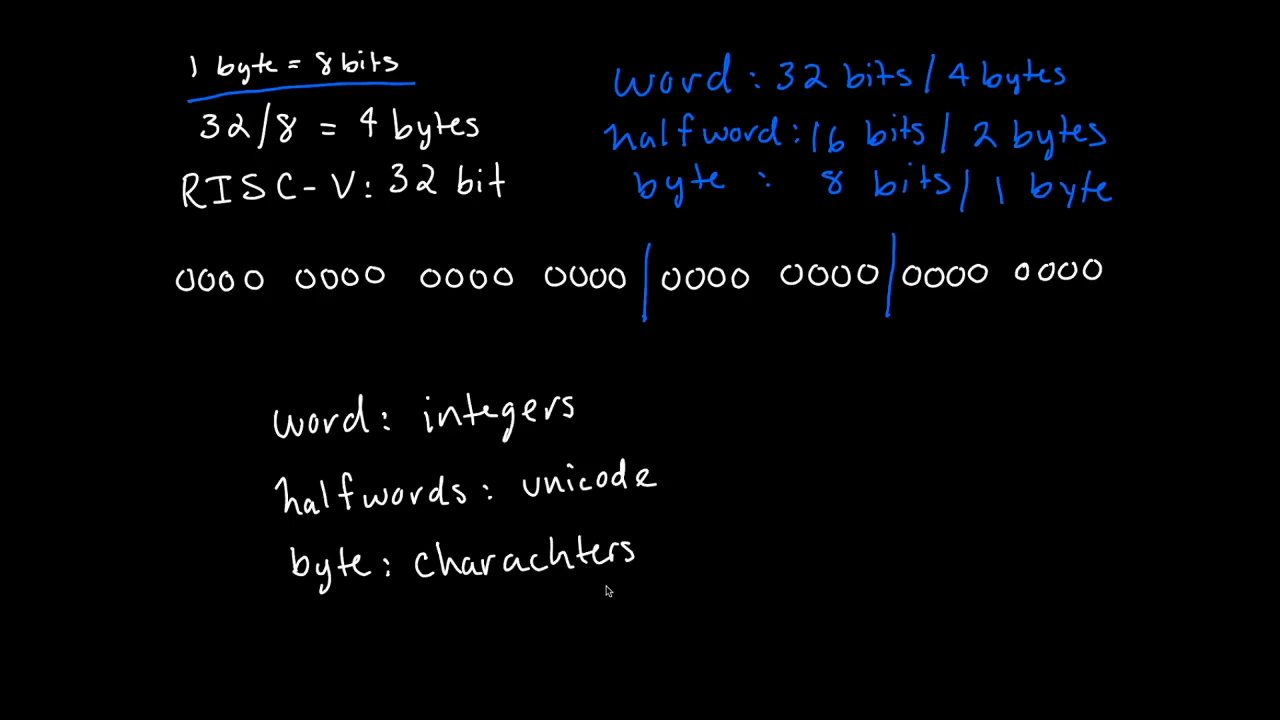 1 byte = 8 bits
32/8 = 4 bytes
RISC-V: 32 bit
word: 32 bits / 4 bytes
halfword: 16 bits / 2 bytes
byte: 8 bits / 1 byte
0000 0000 0000 0000 | 0000 0000 | 0000 0000
word: integers
halfwords: unicode
byte: charachters